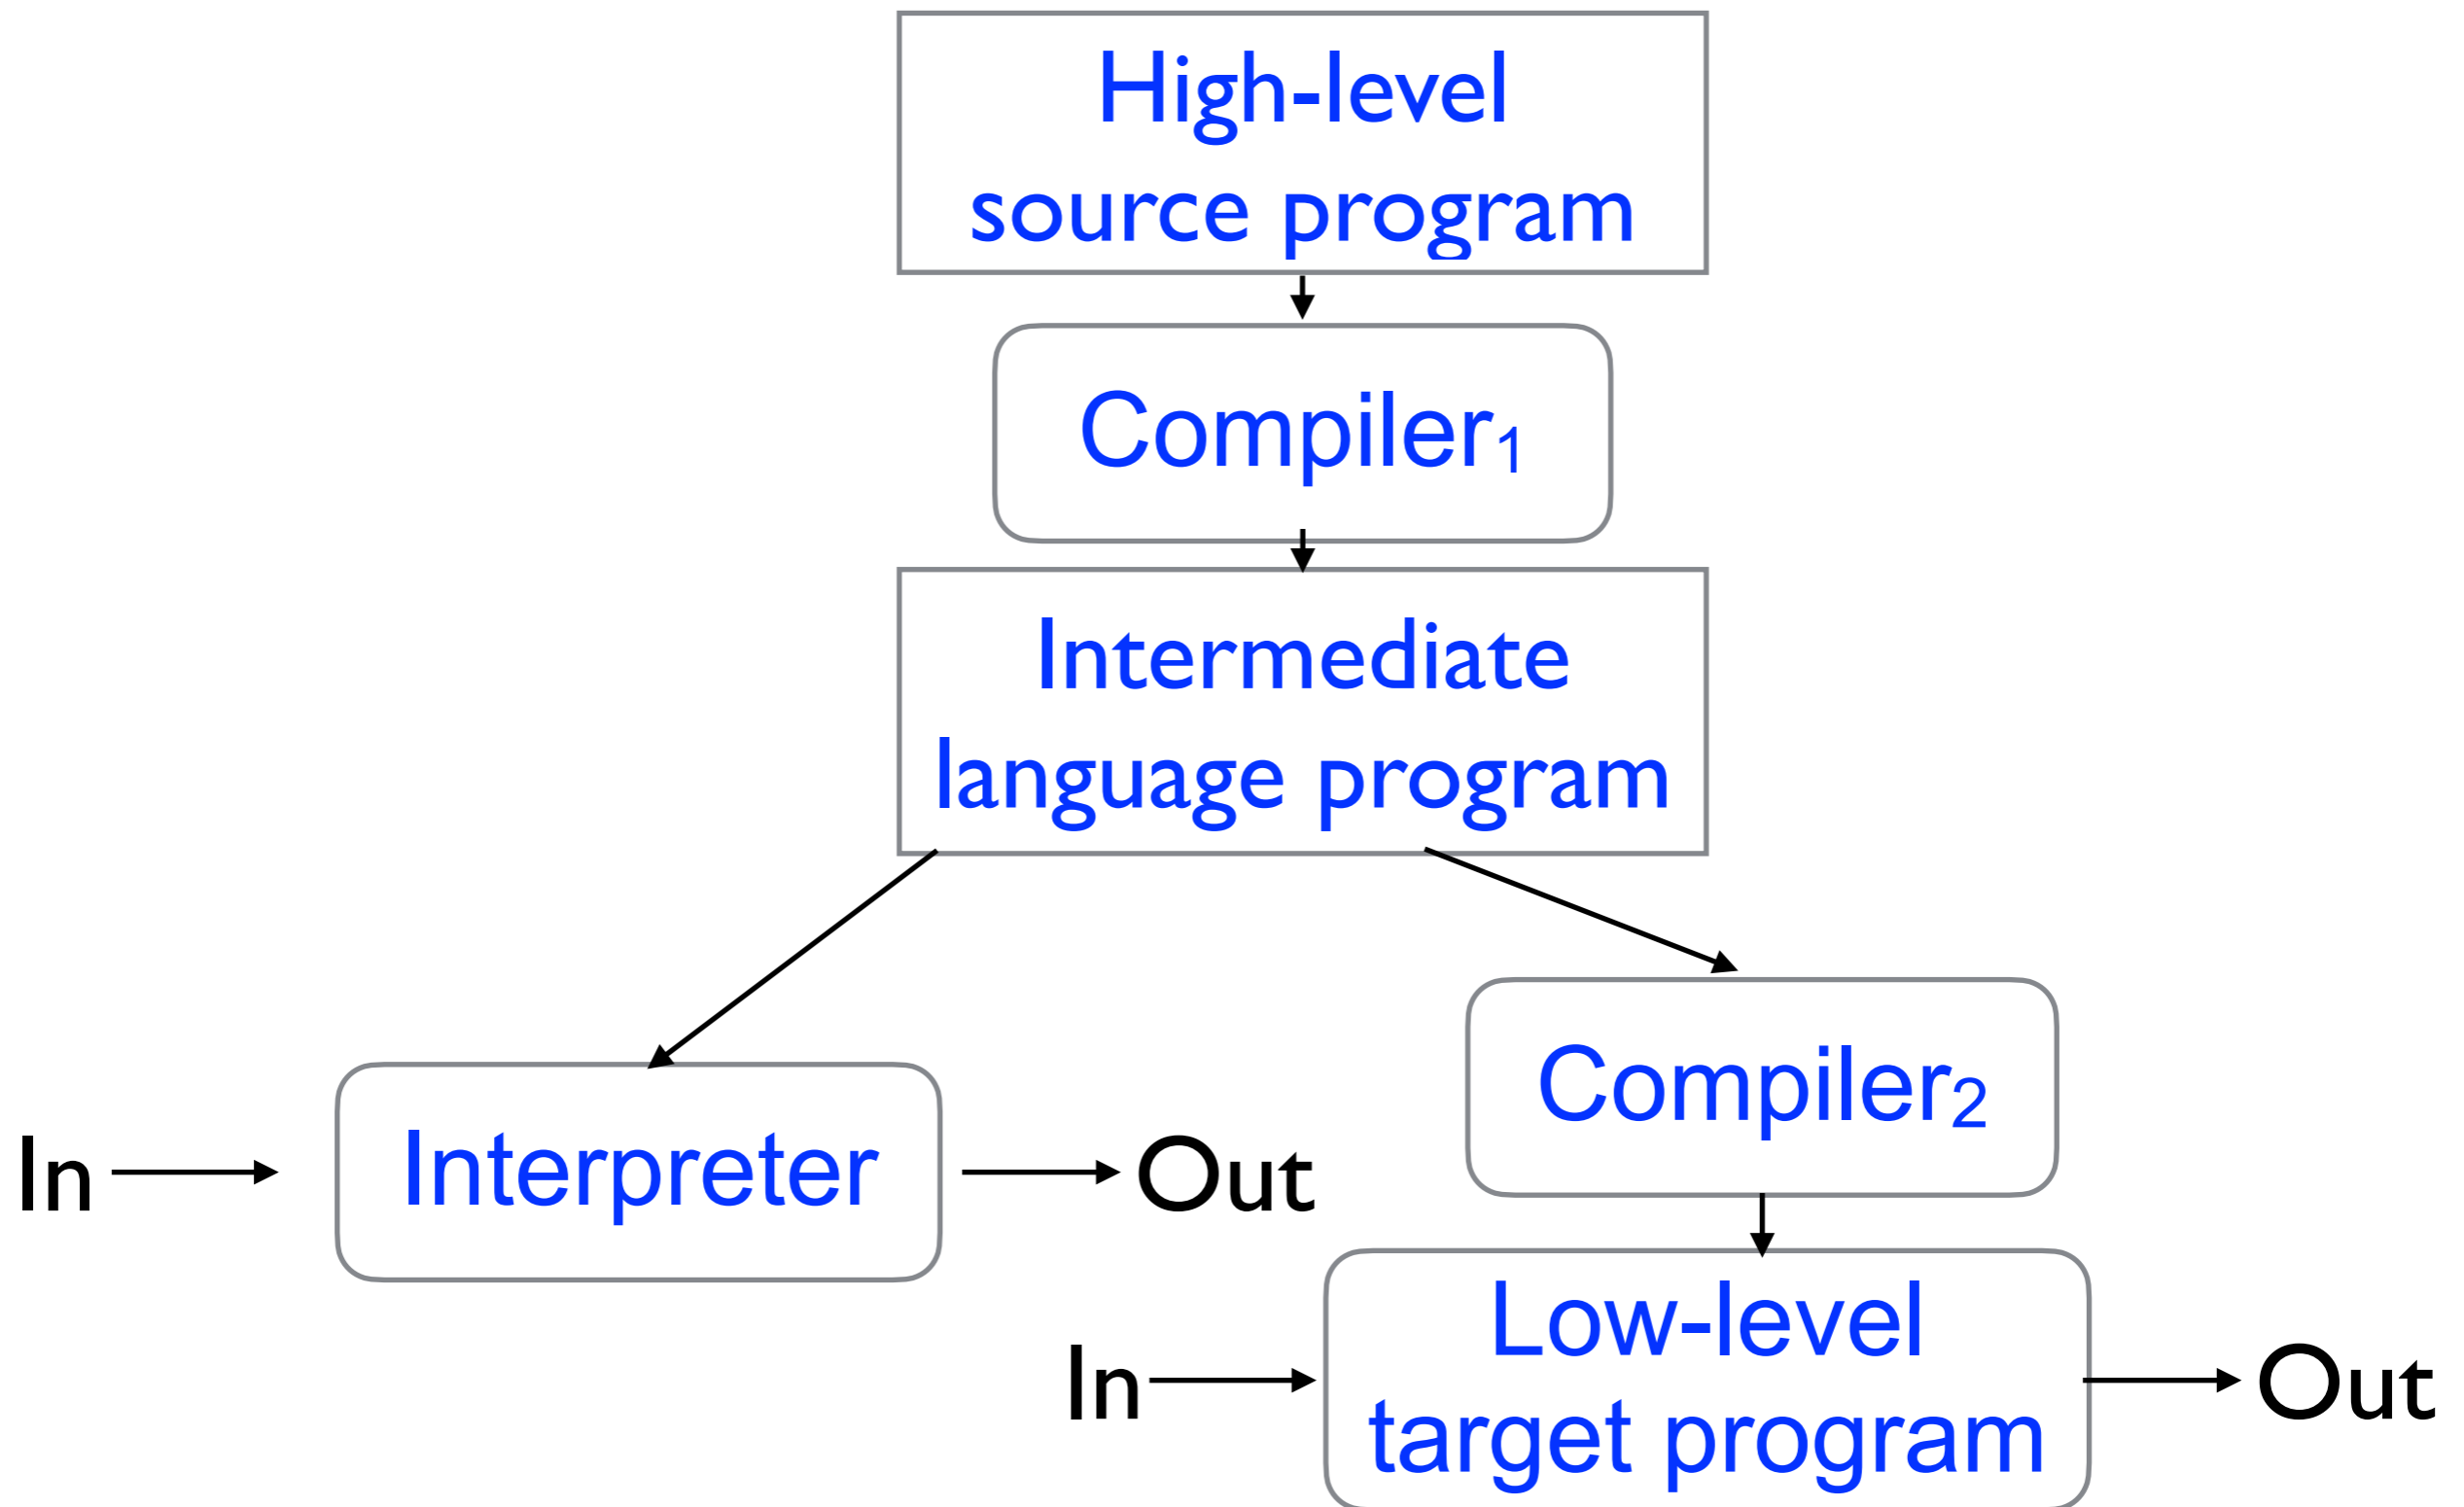 High-level
source program
Compiler₁
Intermediate
language program
In
Interpreter
Out
Compiler₂
In
Low-level
target program
Out